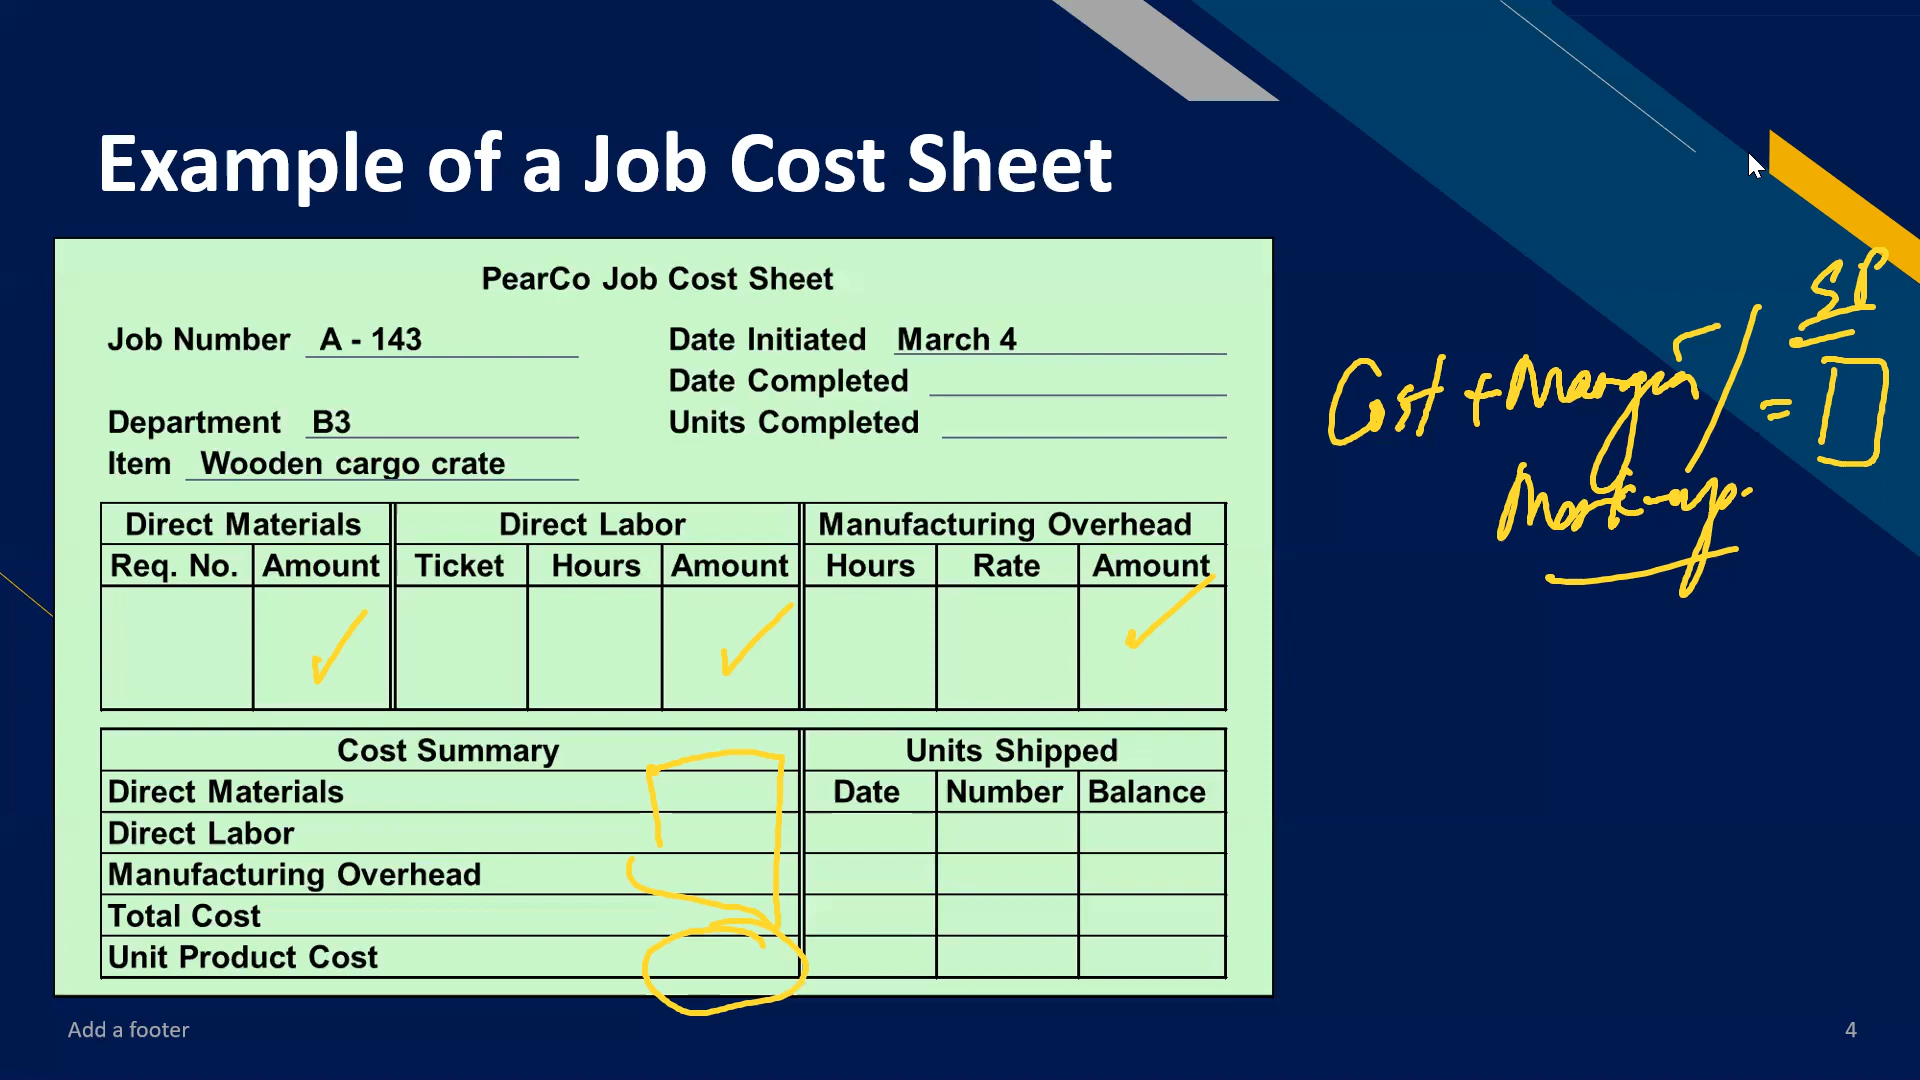 Example of a Job Cost Sheet
PearCo Job Cost Sheet
Job Number A - 143 Date Initiated March 4
Date Completed
Department B3 Units Completed
Item Wooden cargo crate
Direct Materials Direct Labor Manufacturing Overhead
Req. No. Amount Ticket Hours Amount Hours Rate Amount
Cost Summary Units Shipped
Direct Materials Date Number Balance
Direct Labor
Manufacturing Overhead
Total Cost
Unit Product Cost
SP
Cost + Margin / =
Mark-up
Add a footer 4